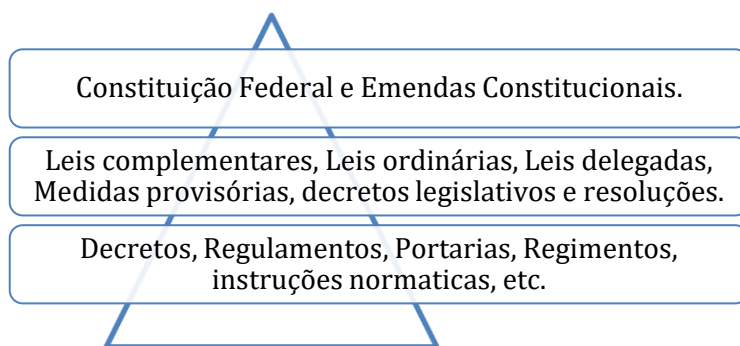 Constituição Federal e Emendas Constitucionais.
Leis complementares, Leis ordinárias, Leis delegadas,
Medidas provisórias, decretos legislativos e resoluções.
Decretos, Regulamentos, Portarias, Regimentos,
instruções normaticas, etc.